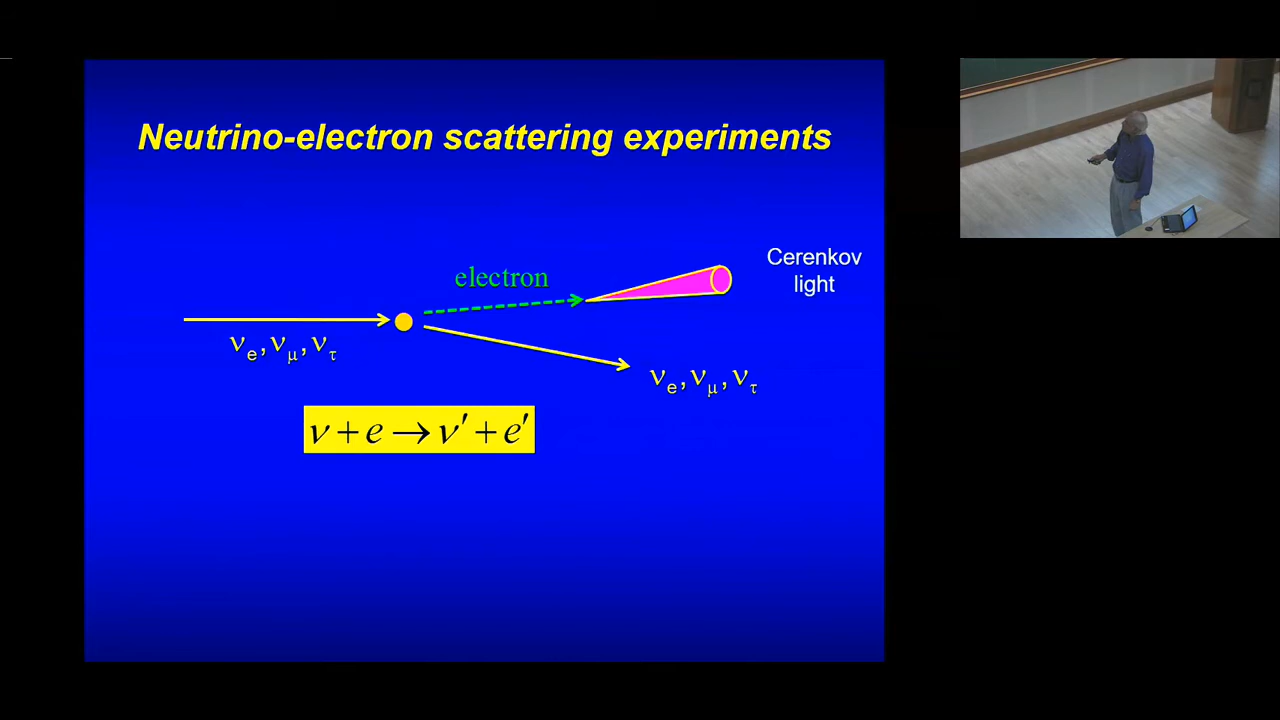 Neutrino-electron scattering experiments
electron
Cerenkov
light
νe,νμ,ντ
νe,νμ,ντ
ν + e → ν′ + e′